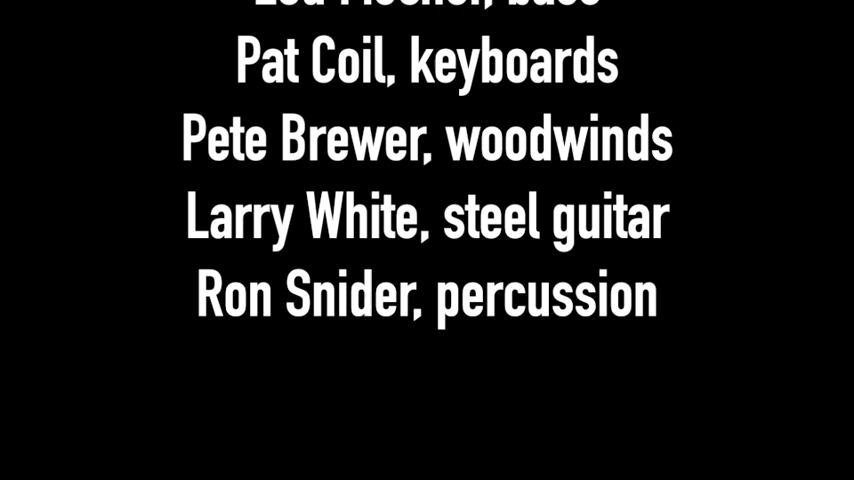 Pat Coil, keyboards
Pete Brewer, woodwinds
Larry White, steel guitar
Ron Snider, percussion